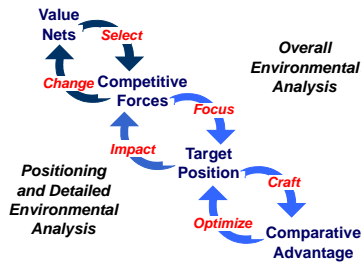 Value
Nets
Select
Overall
Environmental
Analysis
Change
Competitive
Forces
Focus
Impact
Target
Position
Positioning
and Detailed
Environmental
Analysis
Craft
Optimize
Comparative
Advantage